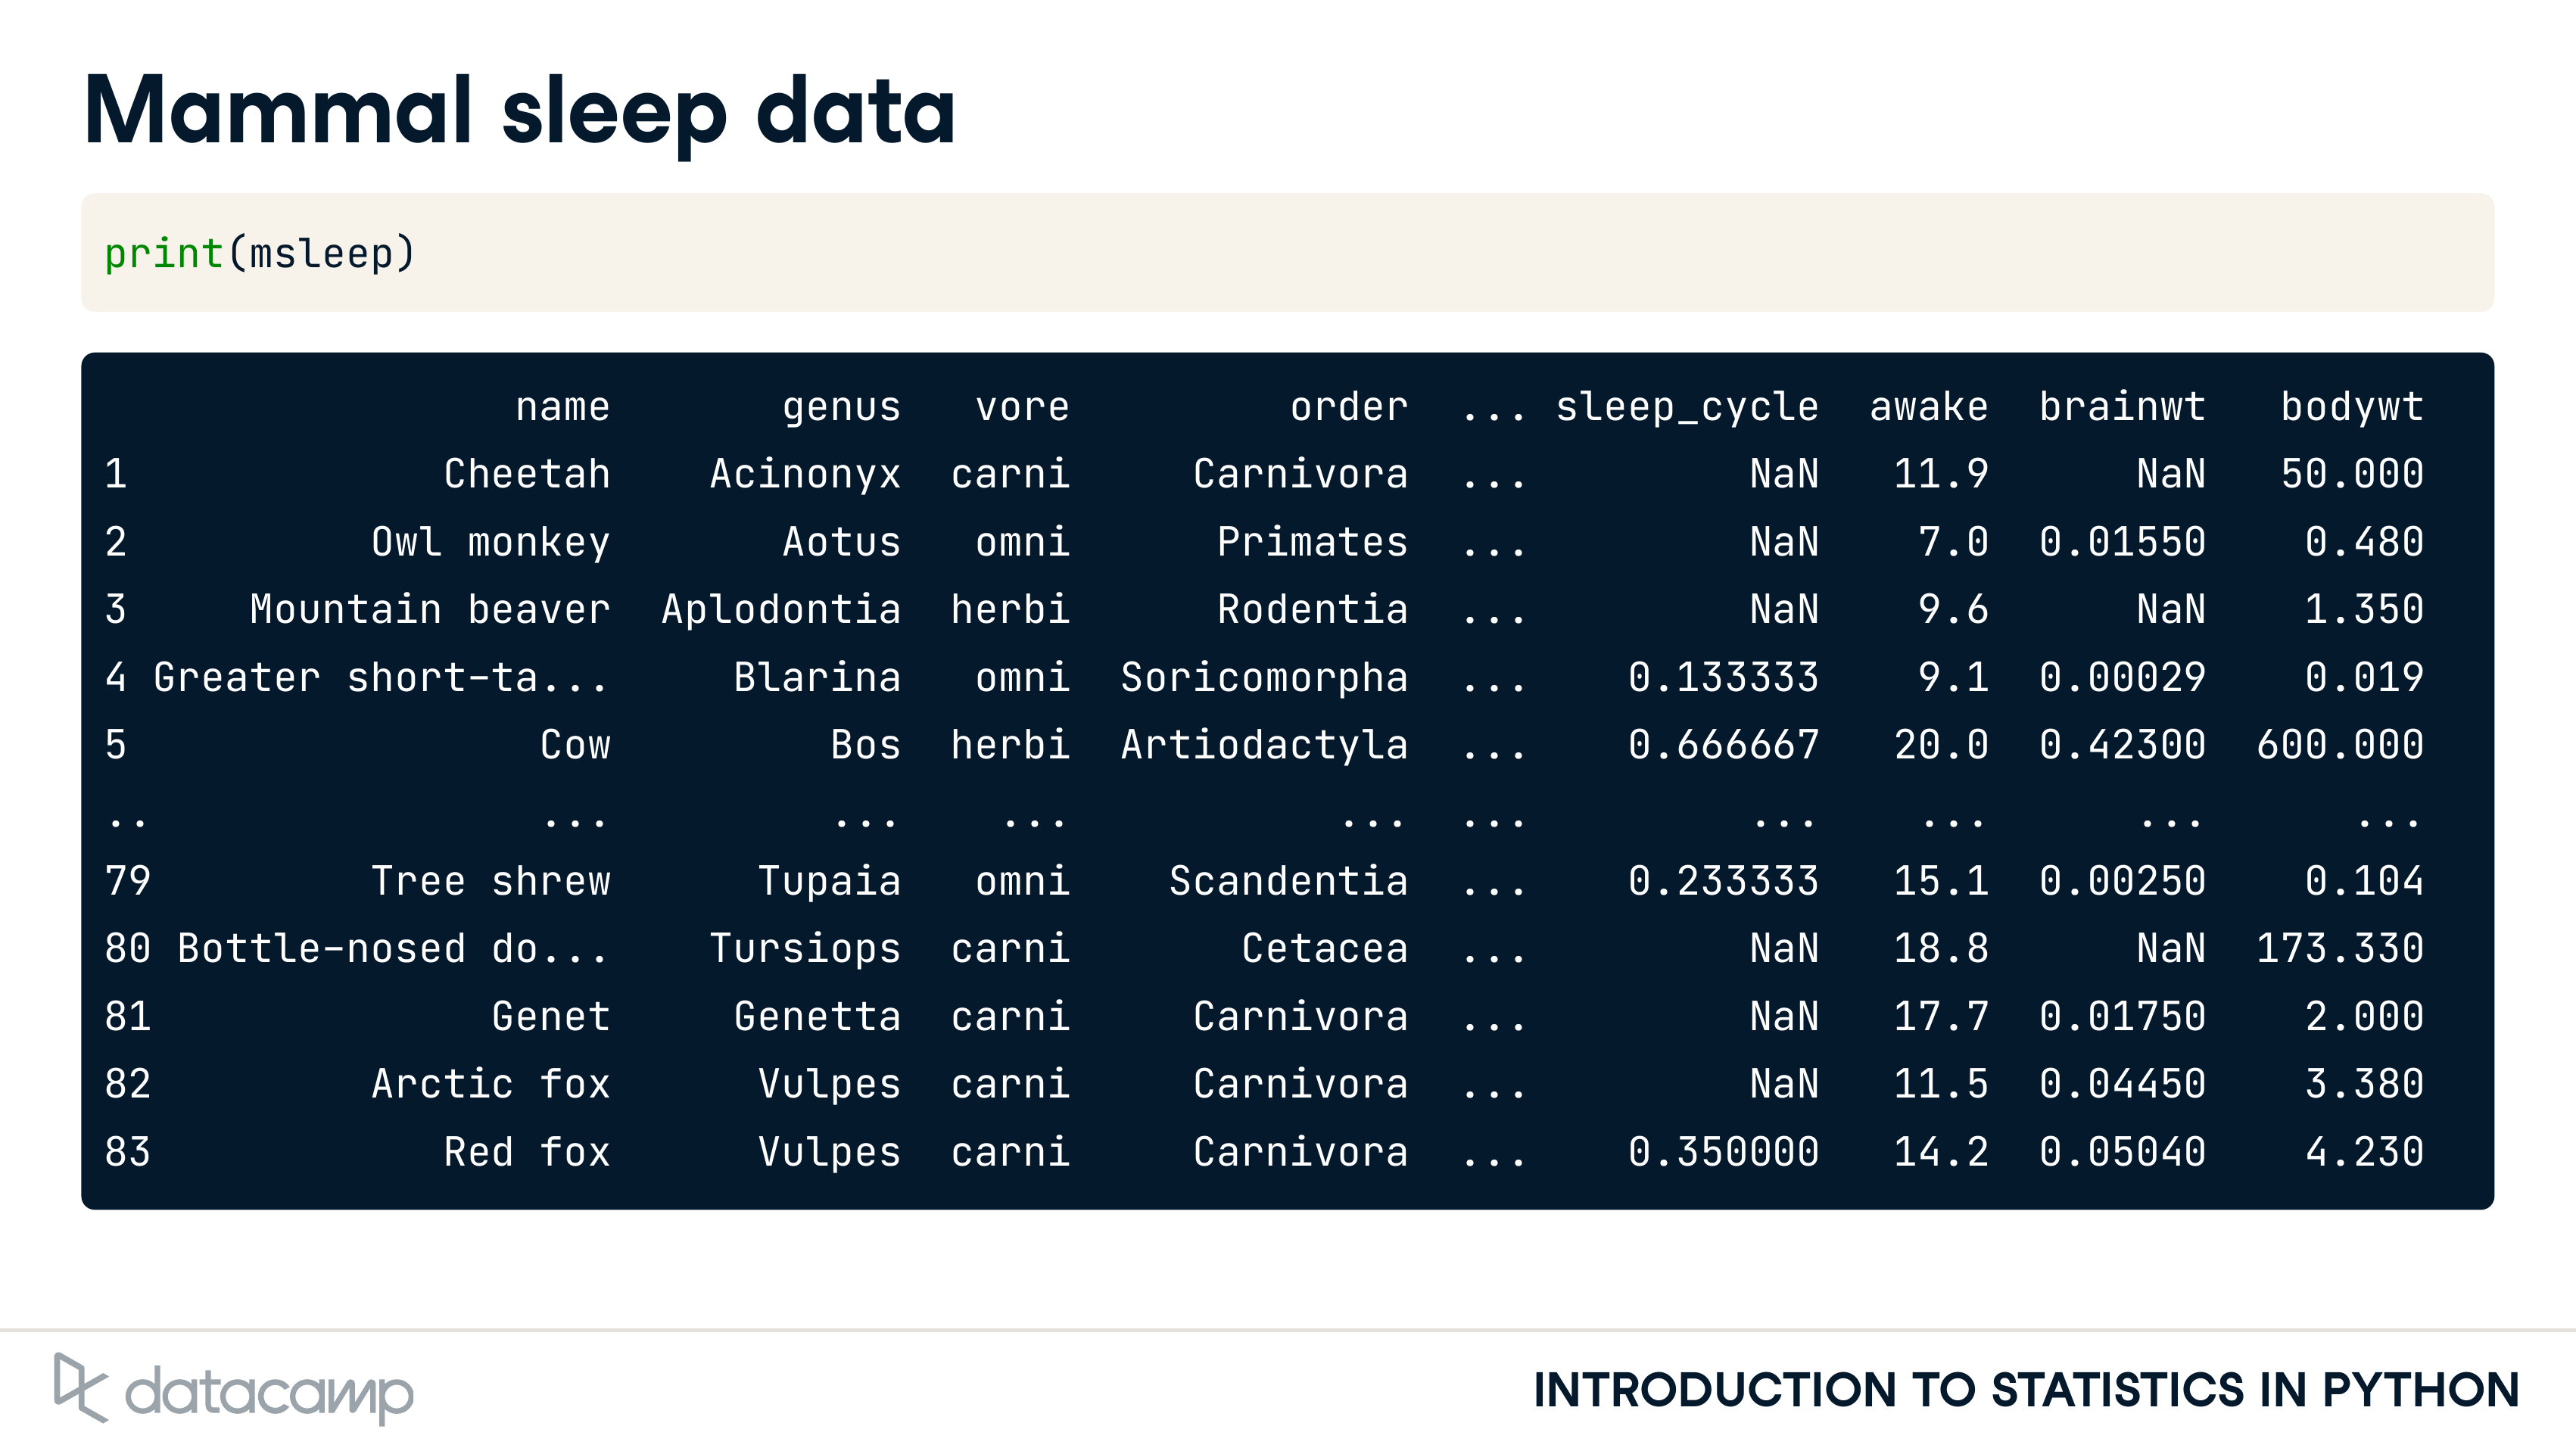 Mammal sleep data
print(msleep)
name genus vore order ... sleep_cycle awake brainwt bodywt
1 Cheetah Acinonyx carni Carnivora ... NaN 11.9 NaN 50.000
2 Owl monkey Aotus omni Primates ... NaN 7.0 0.01550 0.480
3 Mountain beaver Aplodontia herbi Rodentia ... NaN 9.6 NaN 1.350
4 Greater short-ta... Blarina omni Soricomorpha ... 0.133333 9.1 0.00029 0.019
5 Cow Bos herbi Artiodactyla ... 0.666667 20.0 0.42300 600.000
.. ... ... ... ... ... ... ... ... ...
79 Tree shrew Tupaia omni Scandentia ... 0.233333 15.1 0.00250 0.104
80 Bottle-nosed do... Tursiops carni Cetacea ... NaN 18.8 NaN 173.330
81 Genet Genetta carni Carnivora ... NaN 17.7 0.01750 2.000
82 Arctic fox Vulpes carni Carnivora ... NaN 11.5 0.04450 3.380
83 Red fox Vulpes carni Carnivora ... 0.350000 14.2 0.05040 4.230
datacamp
INTRODUCTION TO STATISTICS IN PYTHON